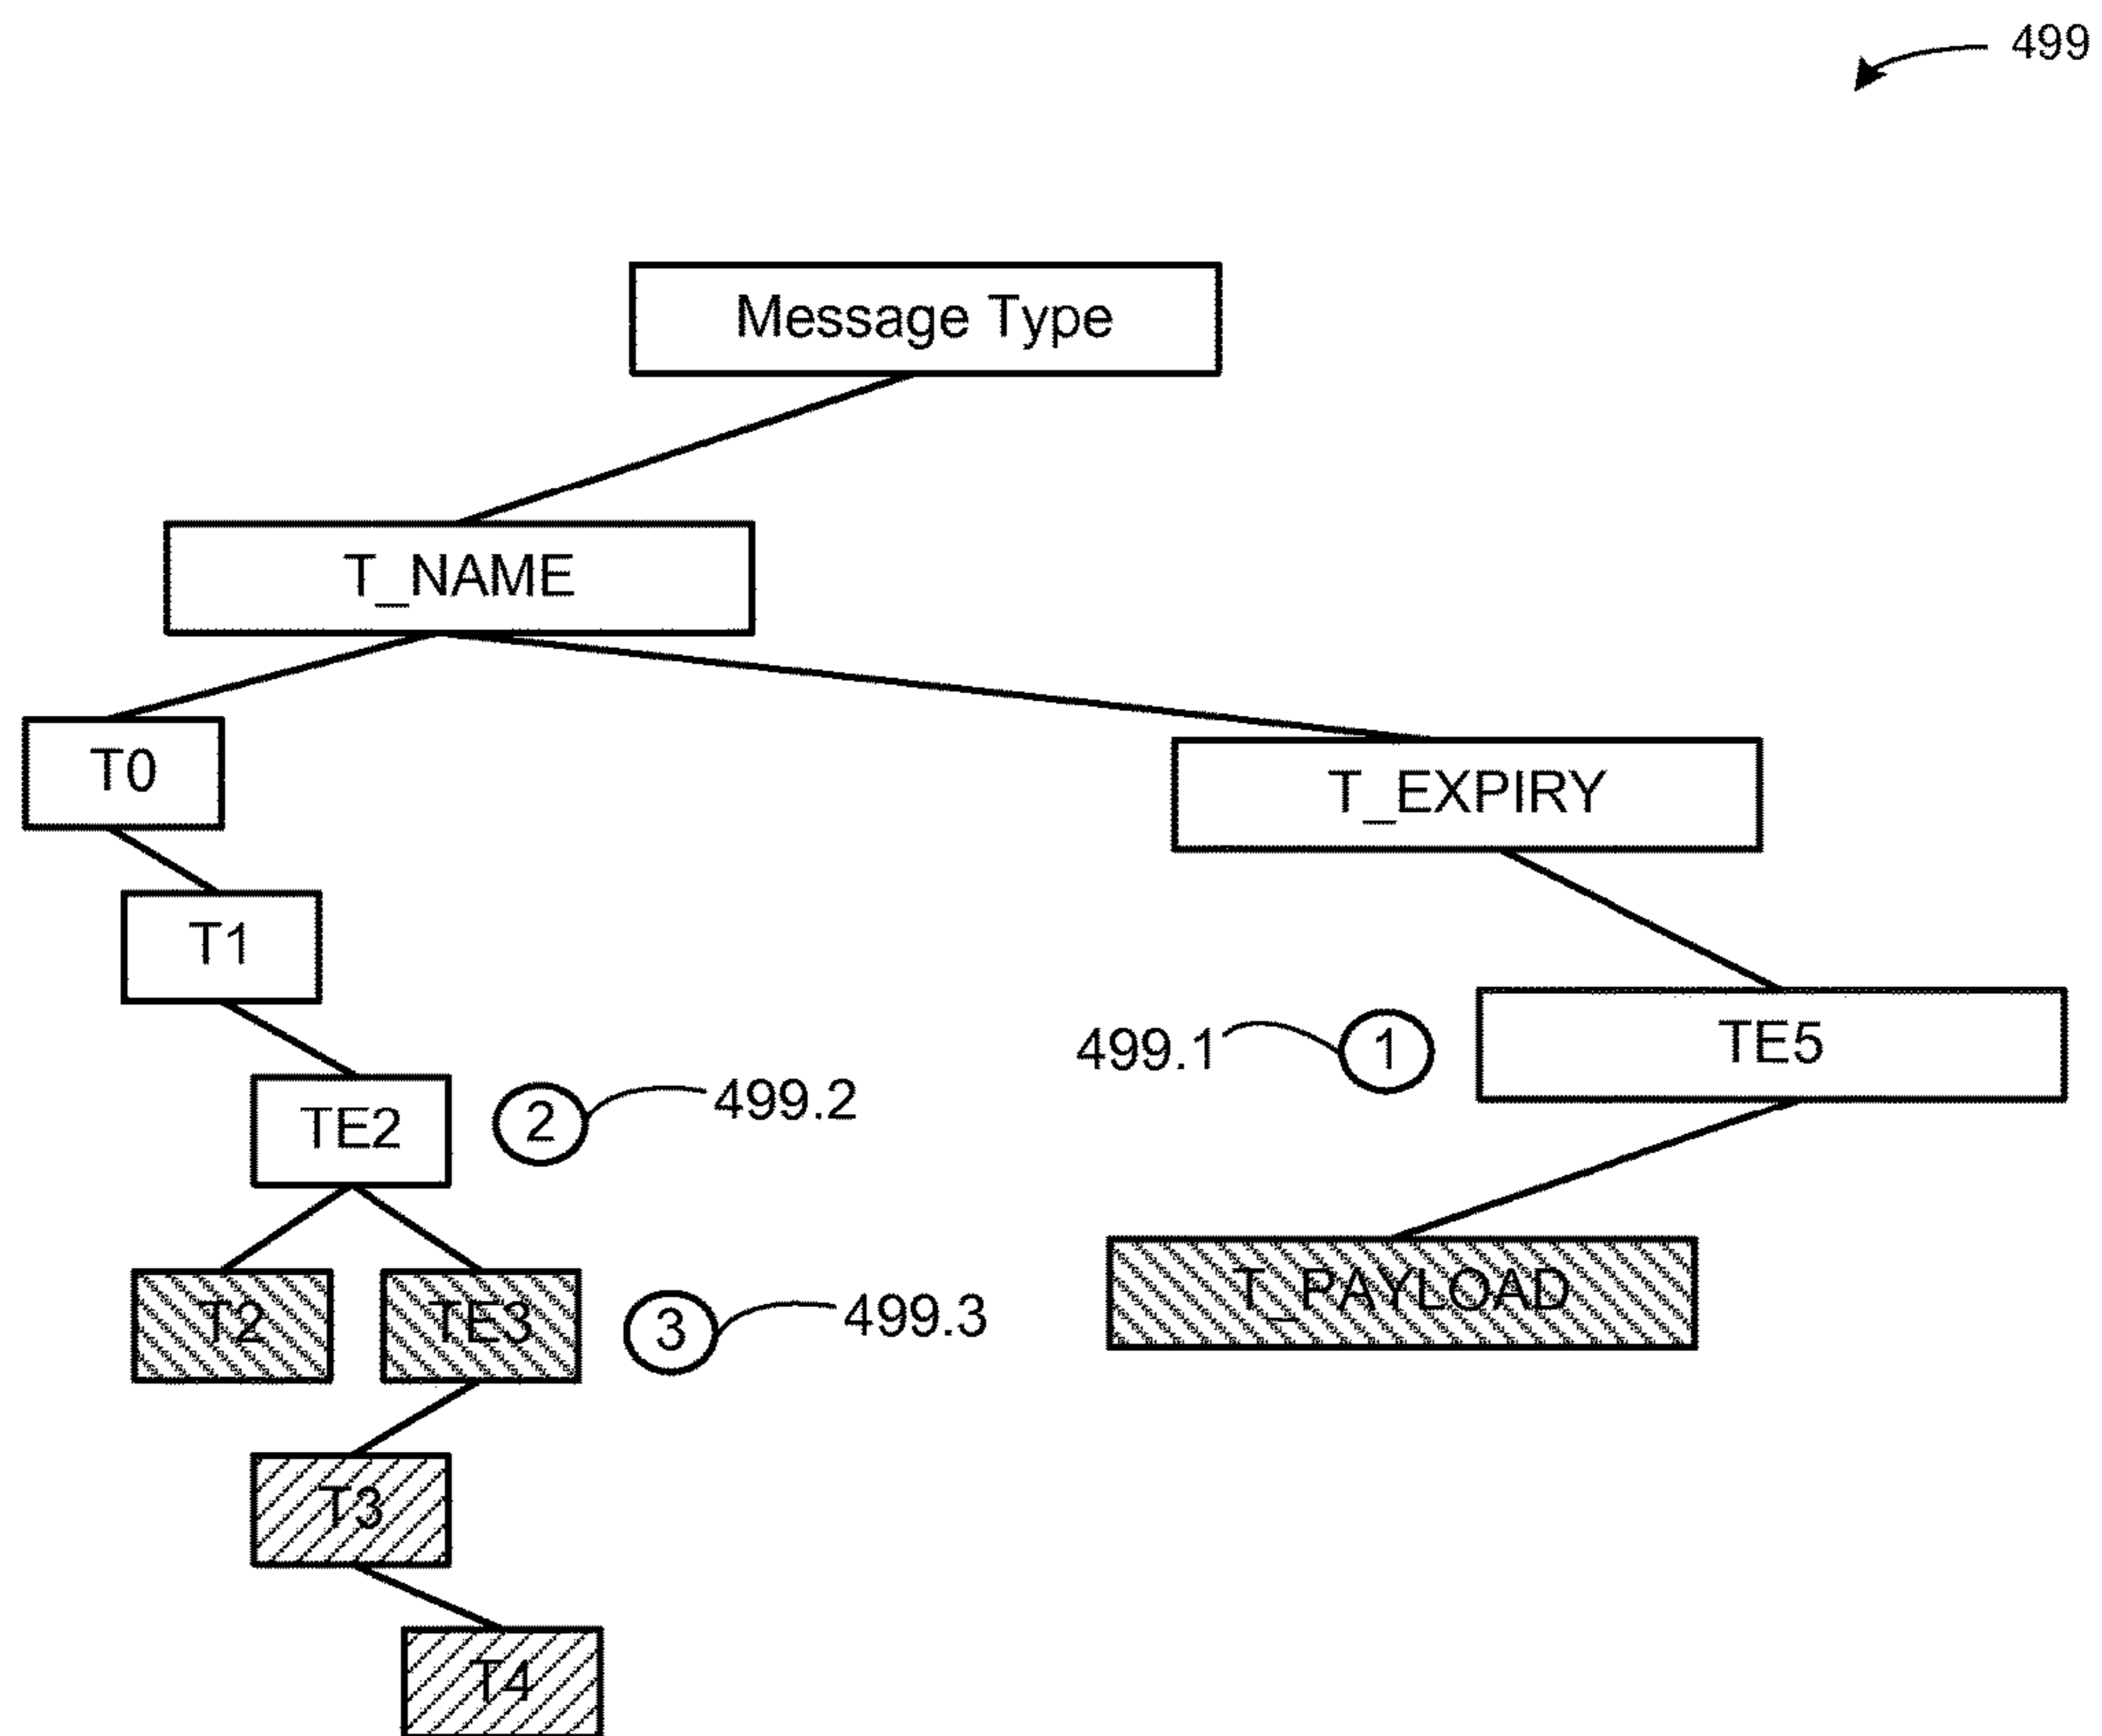 499
Message Type
T_NAME
T0
T_EXPIRY
T1
499.1
1
TE5
TE2
2
499.2
T2
TE3
3
499.3
T_PAYLOAD
T3
T4